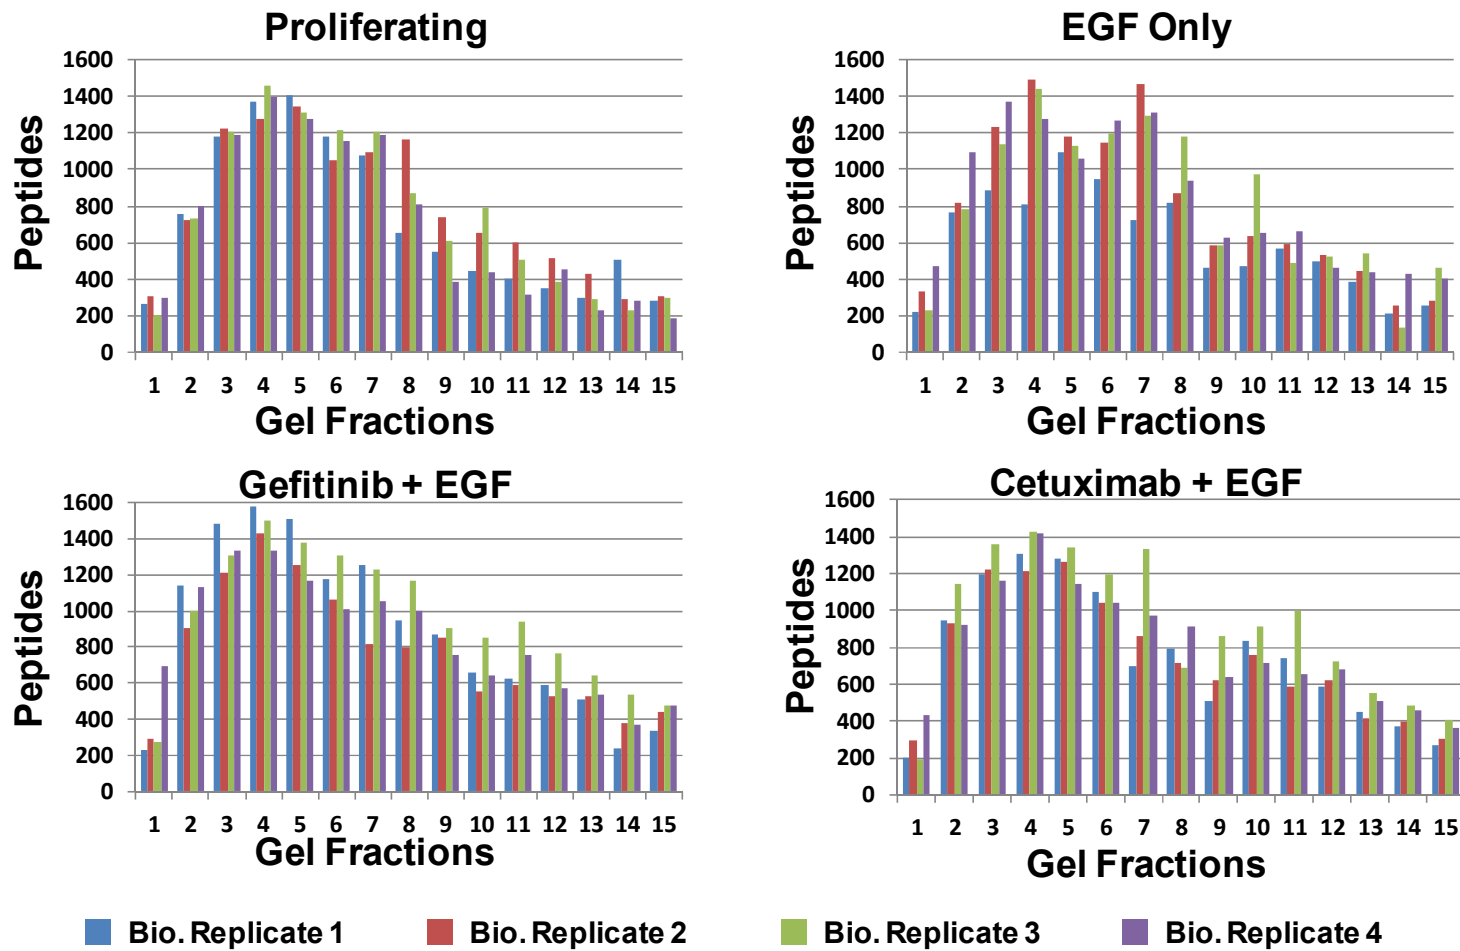 Proliferating
1600
1400
1200
1000
800
600
400
200
0
Peptides
1 2 3 4 5 6 7 8 9 10 11 12 13 14 15
Gel Fractions
EGF Only
1600
1400
1200
1000
800
600
400
200
0
Peptides
1 2 3 4 5 6 7 8 9 10 11 12 13 14 15
Gel Fractions
Gefitinib + EGF
1600
1400
1200
1000
800
600
400
200
0
Peptides
1 2 3 4 5 6 7 8 9 10 11 12 13 14 15
Gel Fractions
Cetuximab + EGF
1600
1400
1200
1000
800
600
400
200
0
Peptides
1 2 3 4 5 6 7 8 9 10 11 12 13 14 15
Gel Fractions
Bio. Replicate 1 Bio. Replicate 2 Bio. Replicate 3 Bio. Replicate 4